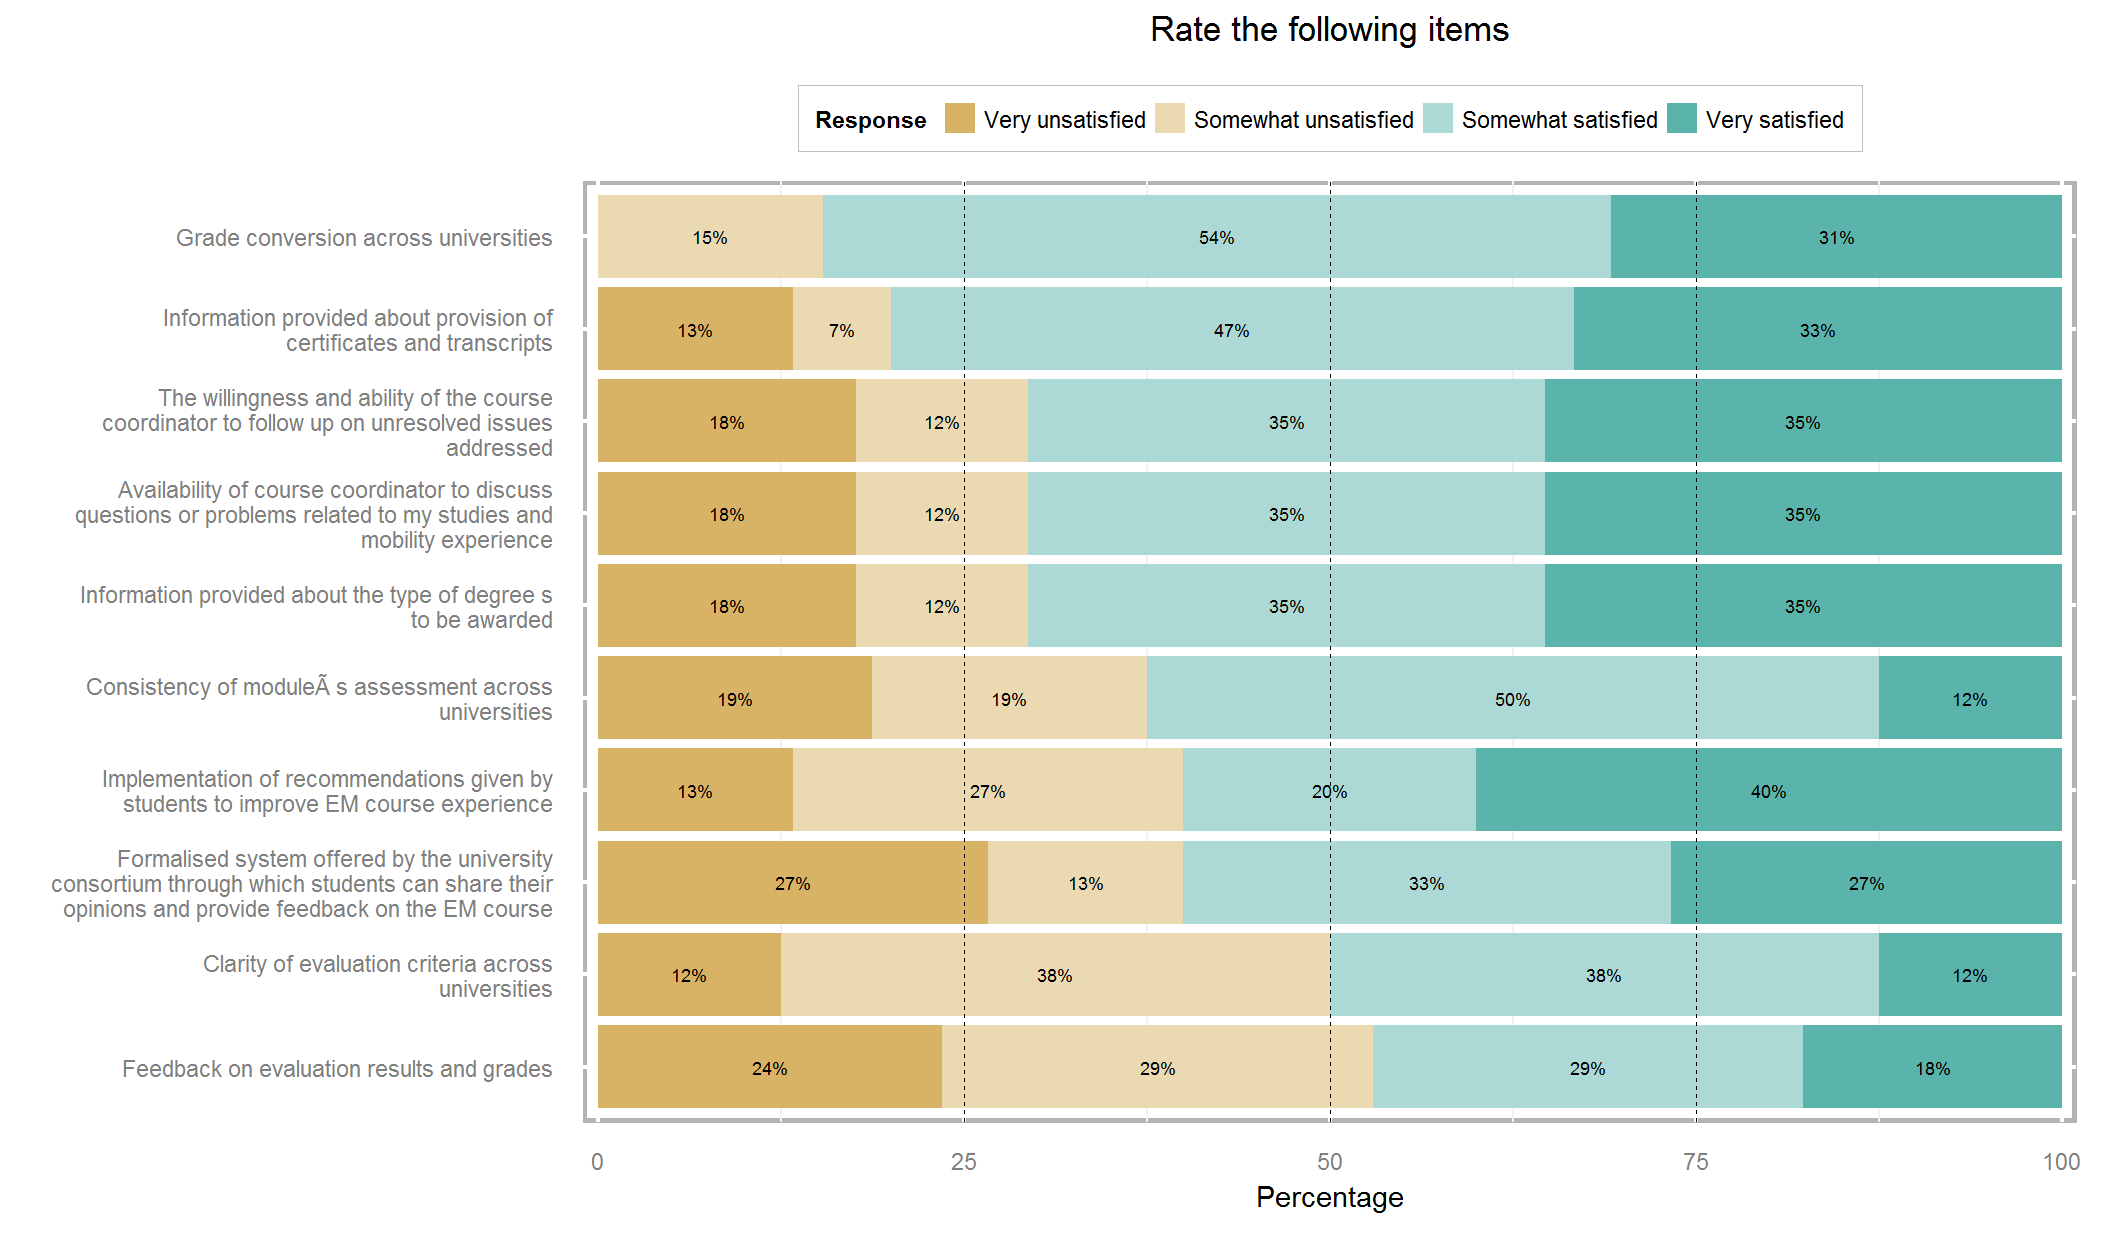 Rate the following items
Response Very unsatisfied Somewhat unsatisfied Somewhat satisfied Very satisfied
Grade conversion across universities
15% 54% 31%
Information provided about provision of
certificates and transcripts
13% 7% 47% 33%
The willingness and ability of the course
coordinator to follow up on unresolved issues
addressed
18% 12% 35% 35%
Availability of course coordinator to discuss
questions or problems related to my studies and
mobility experience
18% 12% 35% 35%
Information provided about the type of degree s
to be awarded
18% 12% 35% 35%
Consistency of moduleÃ s assessment across
universities
19% 19% 50% 12%
Implementation of recommendations given by
students to improve EM course experience
13% 27% 20% 40%
Formalised system offered by the university
consortium through which students can share their
opinions and provide feedback on the EM course
27% 13% 33% 27%
Clarity of evaluation criteria across
universities
12% 38% 38% 12%
Feedback on evaluation results and grades
24% 29% 29% 18%
0 25 50 75 100
Percentage